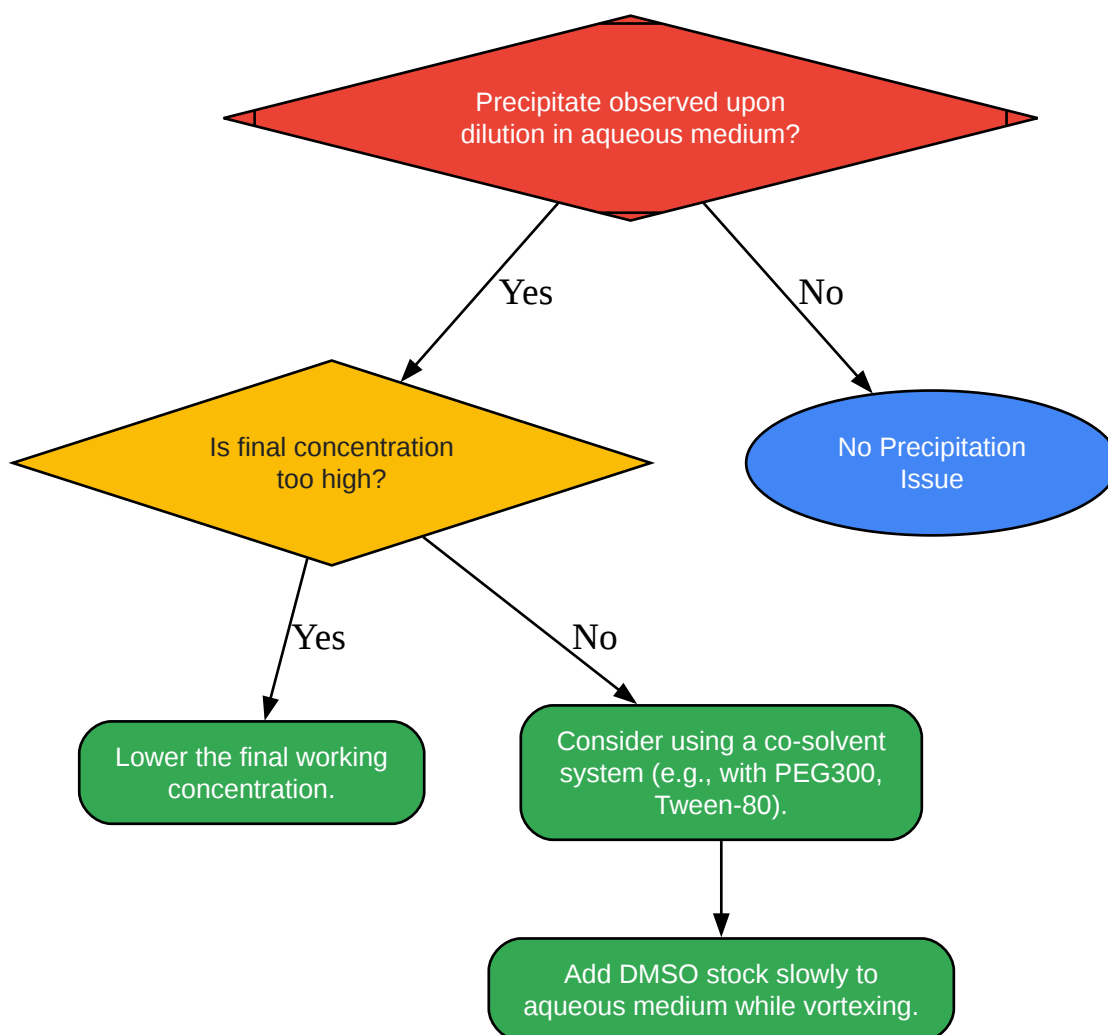 Precipitate observed upon
dilution in aqueous medium?
Yes
No
Is final concentration
too high?
No Precipitation
Issue
Yes
No
Lower the final working
concentration.
Consider using a co-solvent
system (e.g., with PEG300,
Tween-80).
Add DMSO stock slowly to
aqueous medium while vortexing.